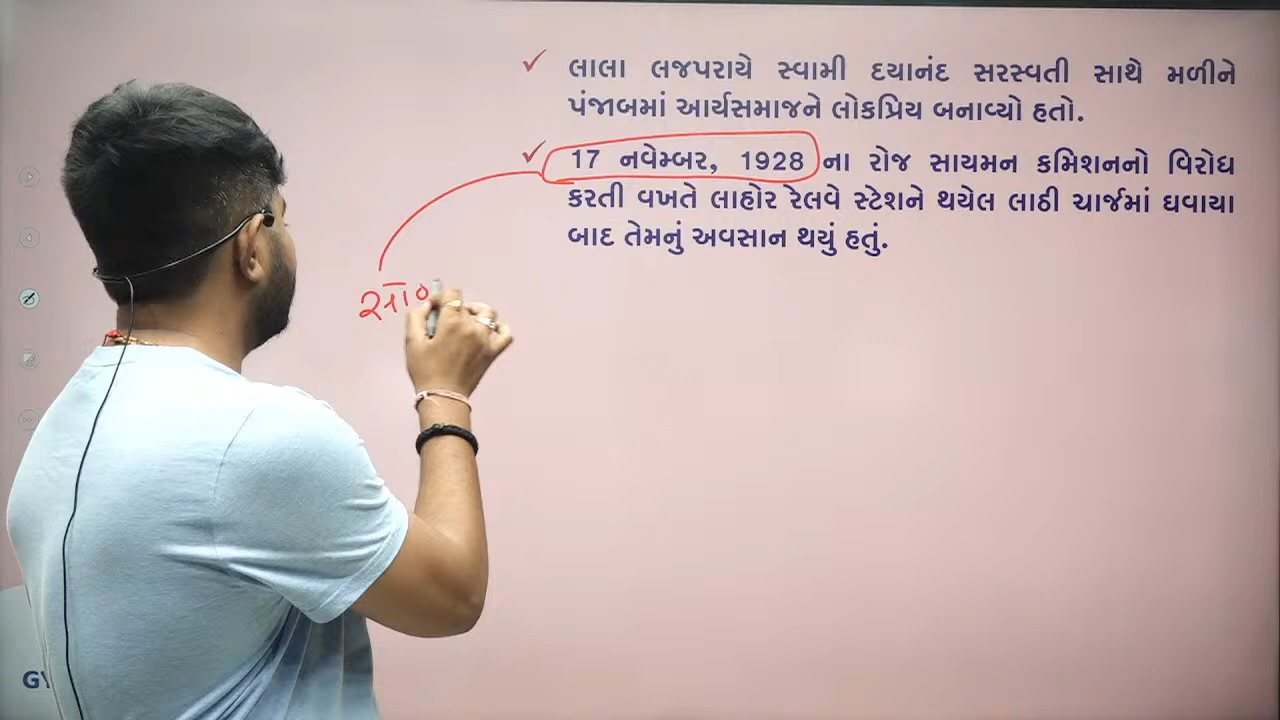 લાલા લજપરાયે સ્વામી દયાનંદ સરસ્વતી સાથે મળીને
પંજાબમાં આર્યસમાજને લોકપ્રિય બનાવ્યો હતો.
17 નવેમ્બર, 1928 ના રોજ સાયમન કમિશનનો વિરોધ
કરતી વખતે લાહોર રેલવે સ્ટેશને થયેલ લાઠી ચાર્જમાં ઘવાયા
બાદ તેમનું અવસાન થયું હતું.